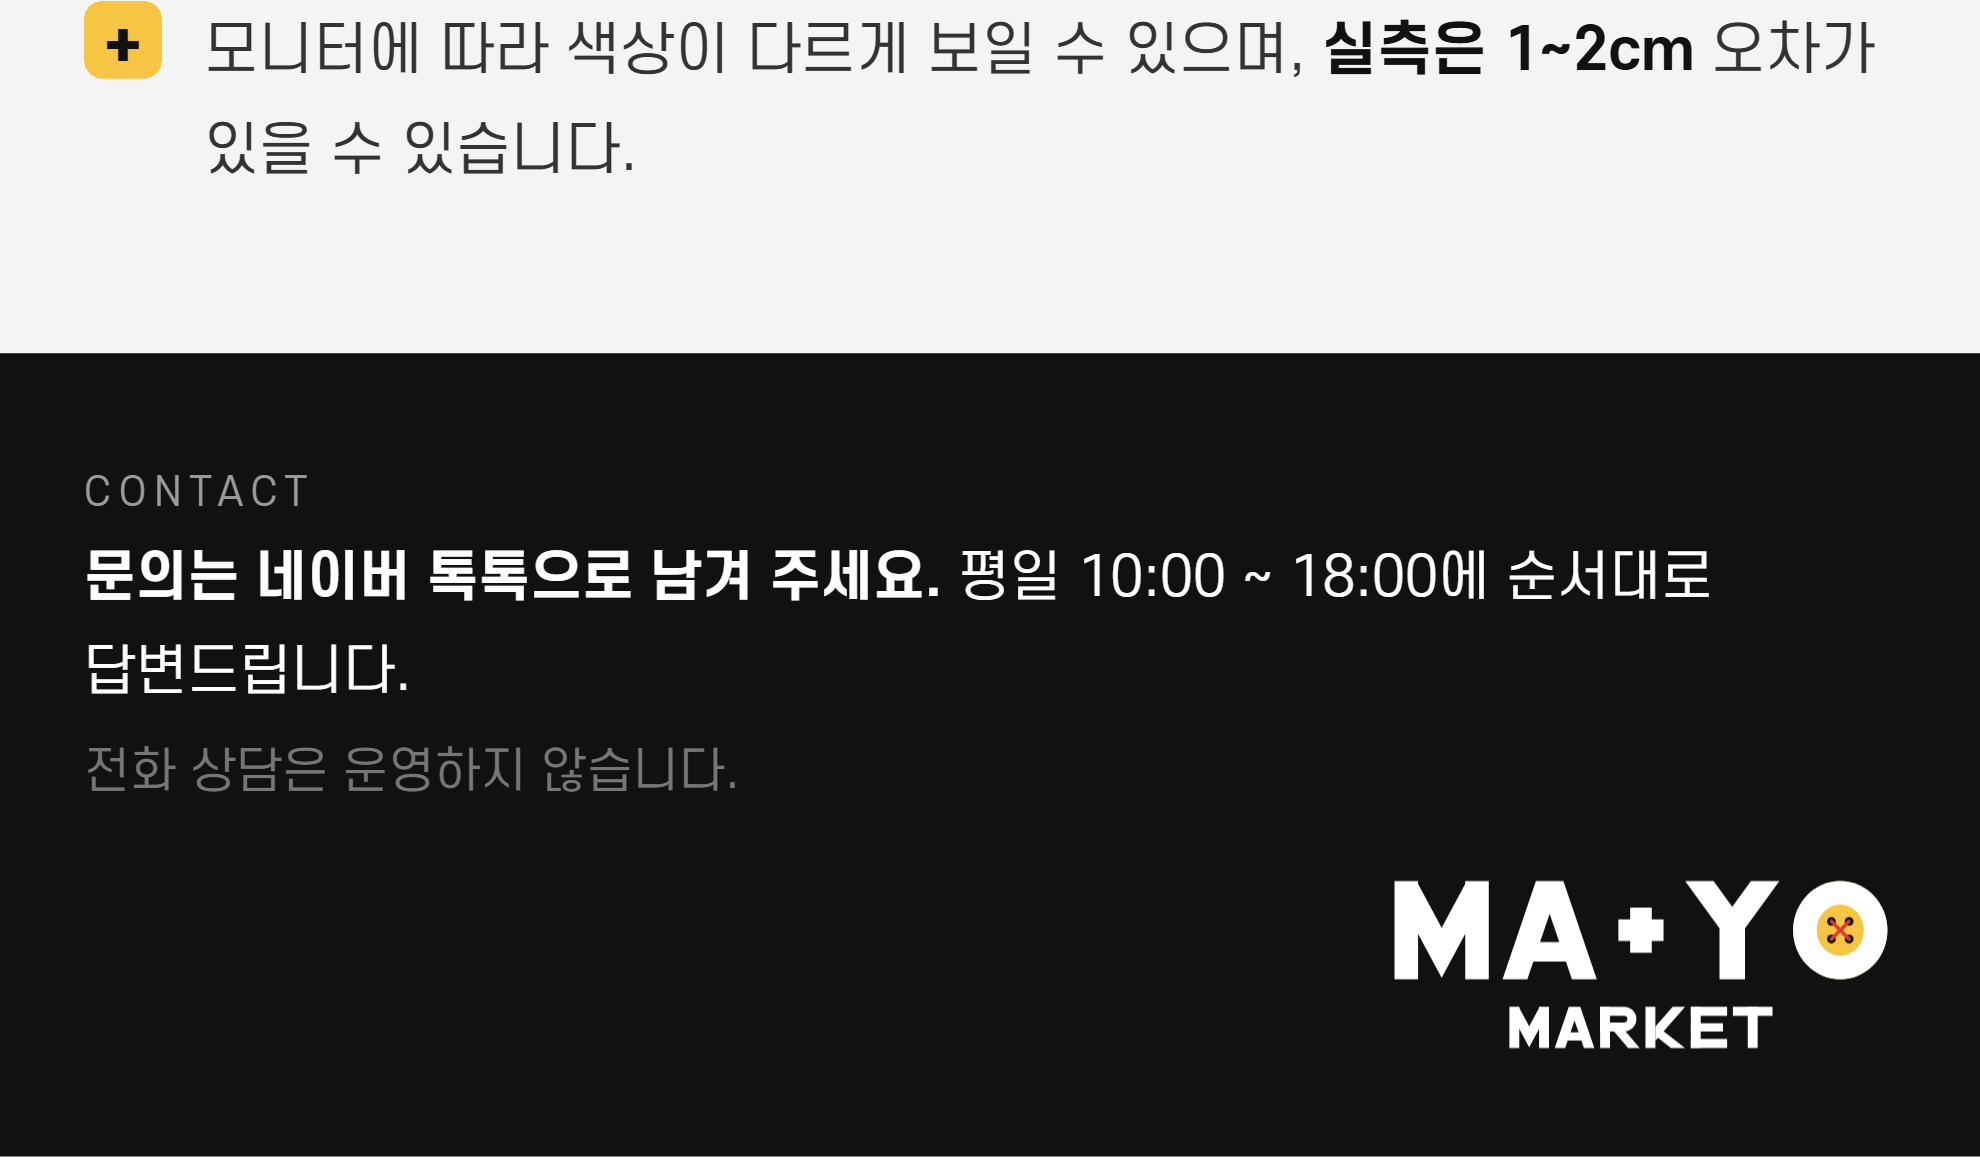 + 모니터에 따라 색상이 다르게 보일 수 있으며, 실측은 1~2cm 오차가
있을 수 있습니다.
CONTACT
문의는 네이버 톡톡으로 남겨 주세요. 평일 10:00 ~ 18:00에 순서대로
답변드립니다.
전화 상담은 운영하지 않습니다.
MA+YO
MARKET